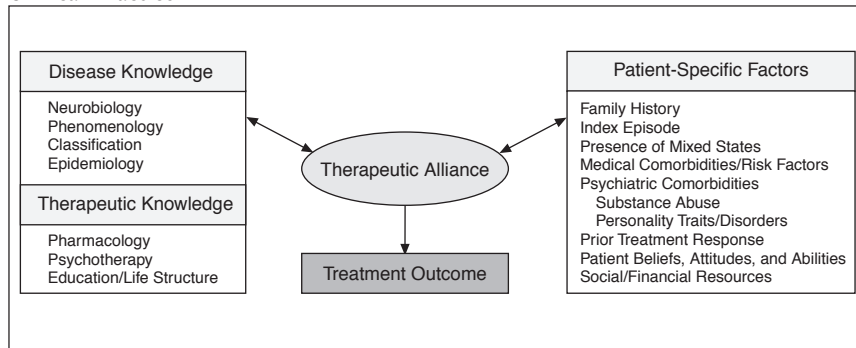 Disease Knowledge
Neurobiology
Phenomenology
Classification
Epidemiology
Therapeutic Knowledge
Pharmacology
Psychotherapy
Education/Life Structure
Therapeutic Alliance
Treatment Outcome
Patient-Specific Factors
Family History
Index Episode
Presence of Mixed States
Medical Comorbidities/Risk Factors
Psychiatric Comorbidities
Substance Abuse
Personality Traits/Disorders
Prior Treatment Response
Patient Beliefs, Attitudes, and Abilities
Social/Financial Resources